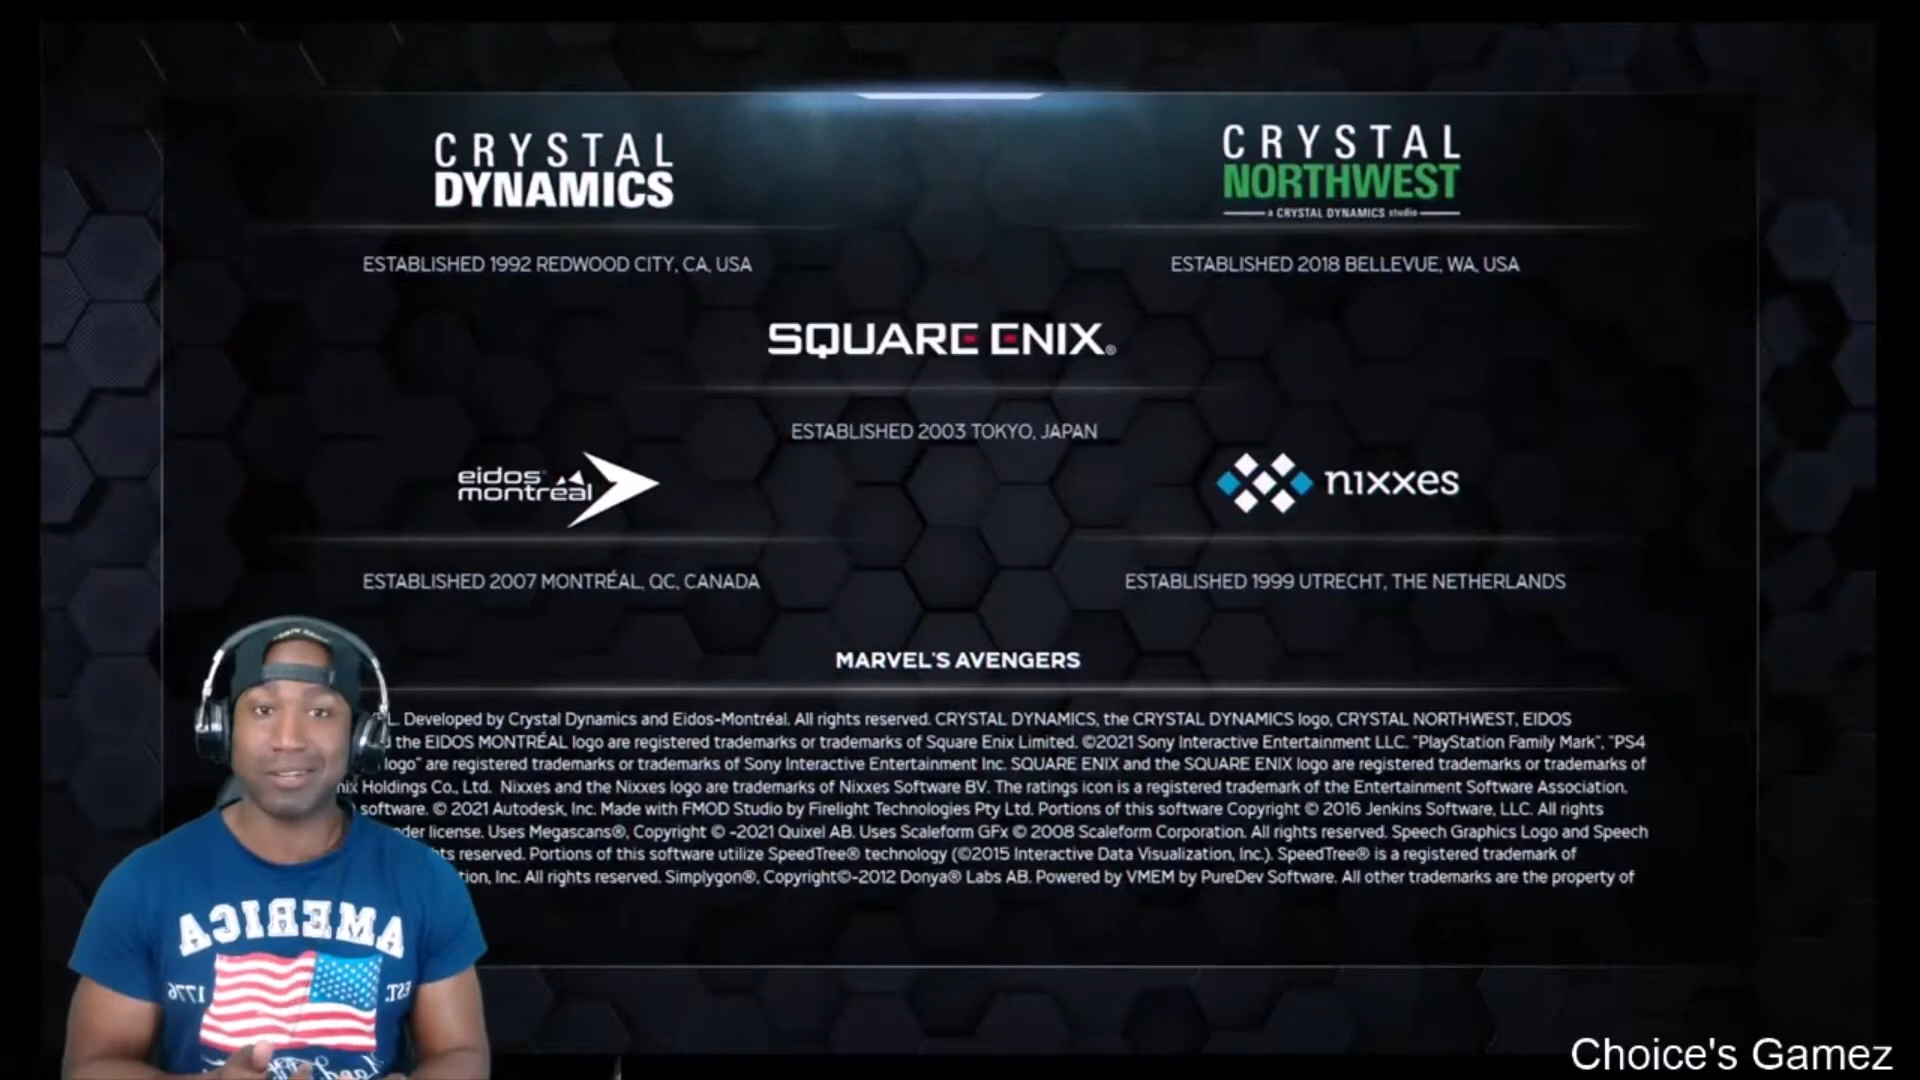 CRYSTAL
DYNAMICS
CRYSTAL
NORTHWEST
a CRYSTAL DYNAMICS studio
ESTABLISHED 1992 REDWOOD CITY, CA, USA
ESTABLISHED 2018 BELLEVUE, WA, USA
SQUARE ENIX®
ESTABLISHED 2003 TOKYO, JAPAN
eidos
montréal
nixxes
ESTABLISHED 2007 MONTRÉAL, QC, CANADA
ESTABLISHED 1999 UTRECHT, THE NETHERLANDS
MARVEL'S AVENGERS
L. Developed by Crystal Dynamics and Eidos-Montréal. All rights reserved. CRYSTAL DYNAMICS, the CRYSTAL DYNAMICS logo, CRYSTAL NORTHWEST, EIDOS
the EIDOS MONTRÉAL logo are registered trademarks or trademarks of Square Enix Limited. ©2021 Sony Interactive Entertainment LLC. "PlayStation Family Mark", "PS4
logo" are registered trademarks or trademarks of Sony Interactive Entertainment Inc. SQUARE ENIX and the SQUARE ENIX logo are registered trademarks or trademarks of
nix Holdings Co., Ltd. Nixxes and the Nixxes logo are trademarks of Nixxes Software BV. The ratings icon is a registered trademark of the Entertainment Software Association.
software. © 2021 Autodesk, Inc. Made with FMOD Studio by Firelight Technologies Pty Ltd. Portions of this software Copyright © 2016 Jenkins Software, LLC. All rights
der license. Uses Megascans®, Copyright © -2021 Quixel AB. Uses Scaleform GFx © 2008 Scaleform Corporation. All rights reserved. Speech Graphics Logo and Speech
hts reserved. Portions of this software utilize SpeedTree® technology (©2015 Interactive Data Visualization, Inc.). SpeedTree® is a registered trademark of
tion, Inc. All rights reserved. Simplygon®, Copyright©-2012 Donya® Labs AB. Powered by VMEM by PureDev Software. All other trademarks are the property of
AMERICA
EST.
1776
Choice's Gamez